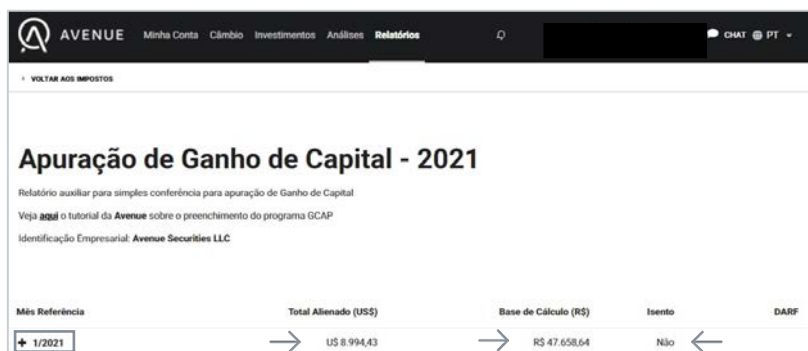 AVENUE Minha Conta Câmbio Investimentos Análises Relatórios CHAT PT
VOLTAR AOS IMPOSTOS
Apuração de Ganho de Capital - 2021
Relatório auxiliar para simples conferência para apuração de Ganho de Capital
Veja aqui o tutorial da Avenue sobre o preenchimento do programa GCAP
Identificação Empresarial: Avenue Securities LLC
Mês Referência Total Alienado (US$) Base de Cálculo (R$) Isento DARF
+ 1/2021 U$ 8.994,43 R$ 47.658,64 Não